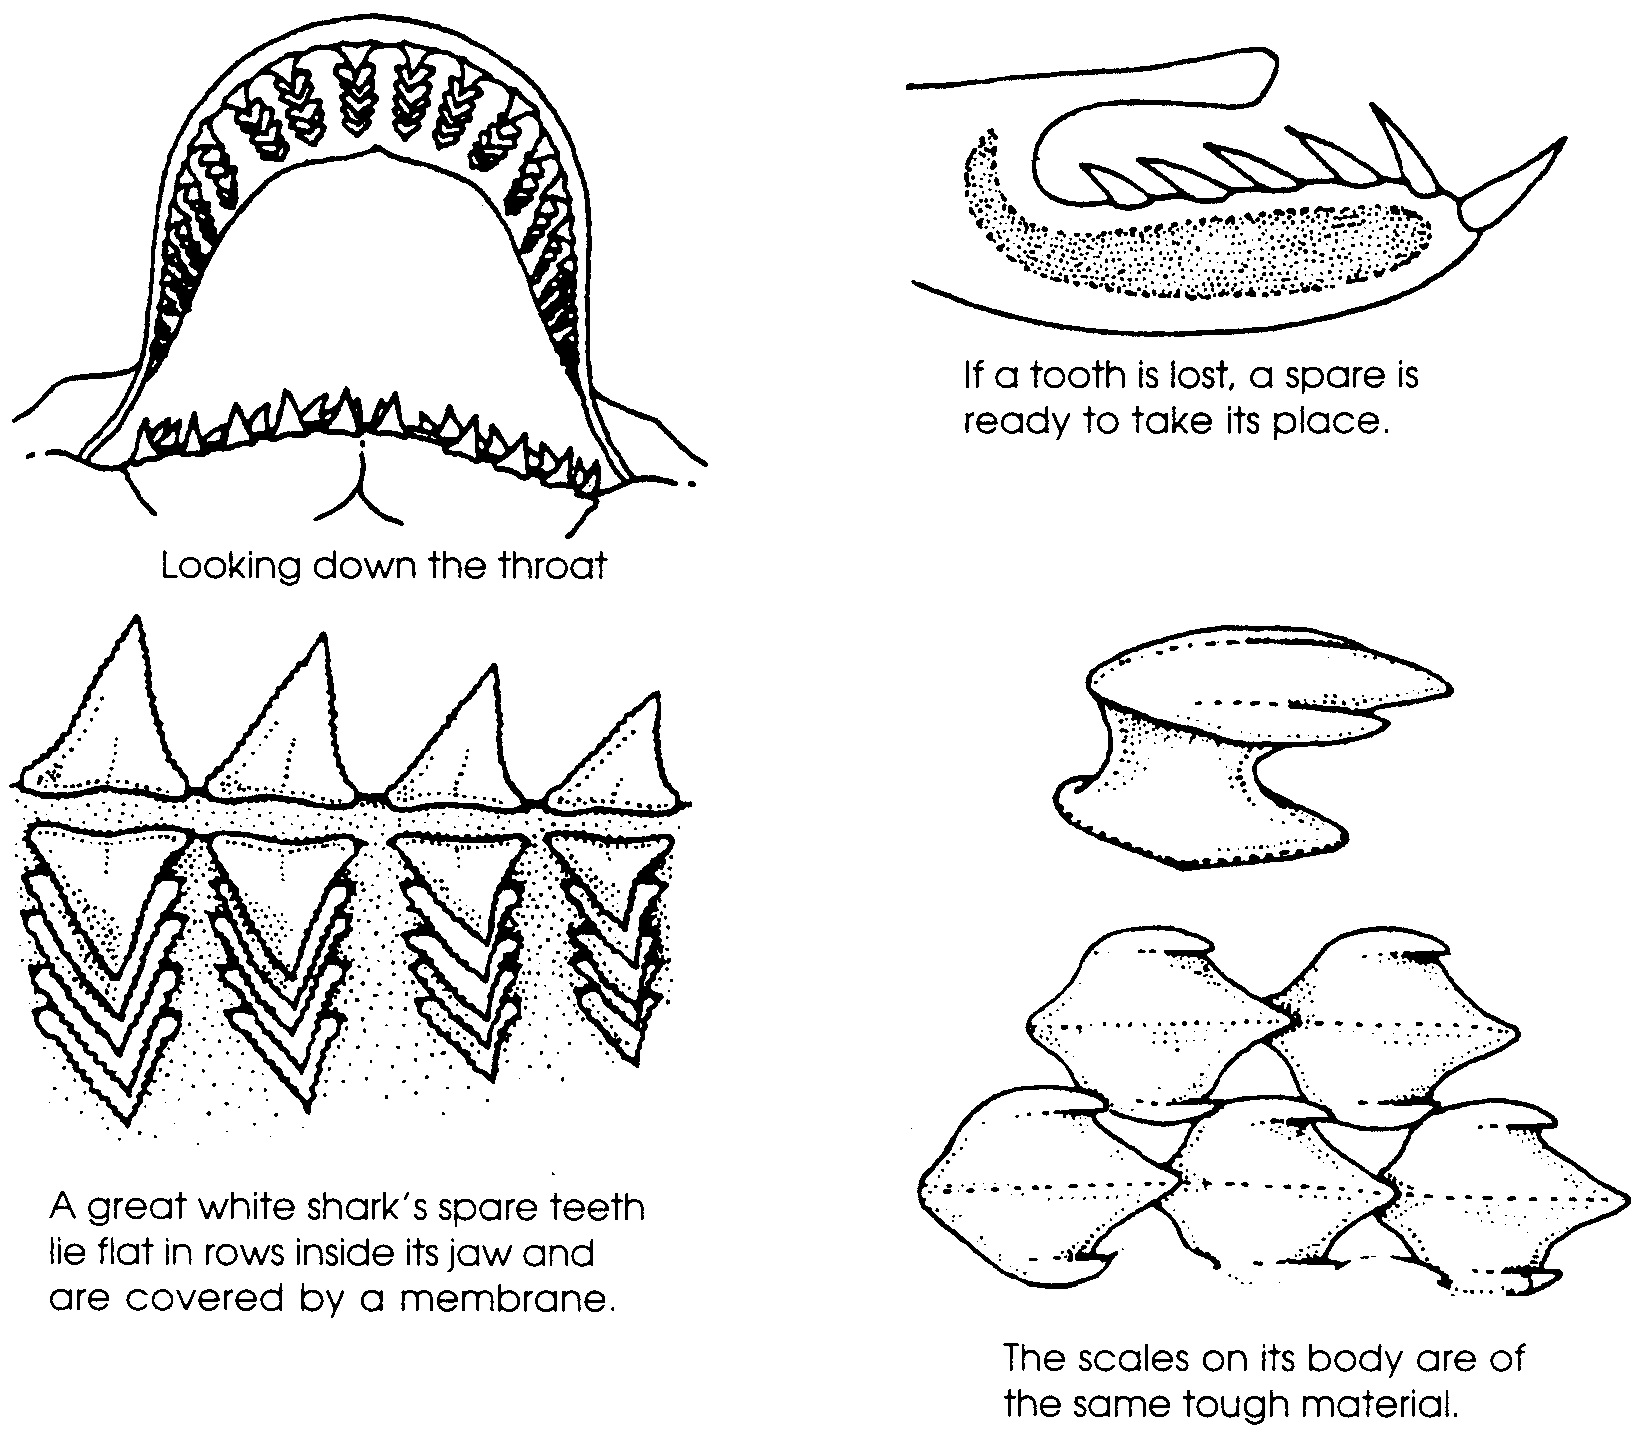 If a tooth is lost, a spare is
ready to take its place.
Looking down the throat
A great white shark's spare teeth
lie flat in rows inside its jaw and
are covered by a membrane.
The scales on its body are of
the same tough material.